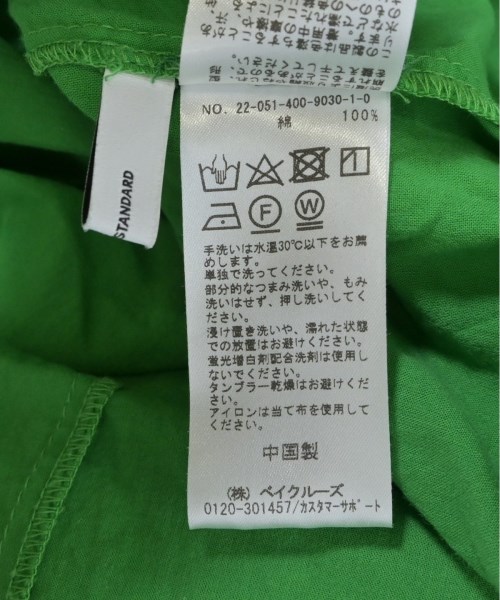 STANDARD
NO. 22-051-400-9030-1-0
綿 100%
手洗いは水温30℃以下をお薦
めします。
単独で洗ってください。
部分的なつまみ洗いや、もみ
洗いはせず、押し洗いしてく
ださい。
浸け置き洗いや、濡れた状態
での放置はお避けください。
蛍光増白剤配合洗剤は使用し
ないでください。
タンブラー乾燥はお避けくだ
さい。
アイロンは当て布を使用して
ください。
中国製
(株) ベイクルーズ
0120-301457/カスタマーサポート